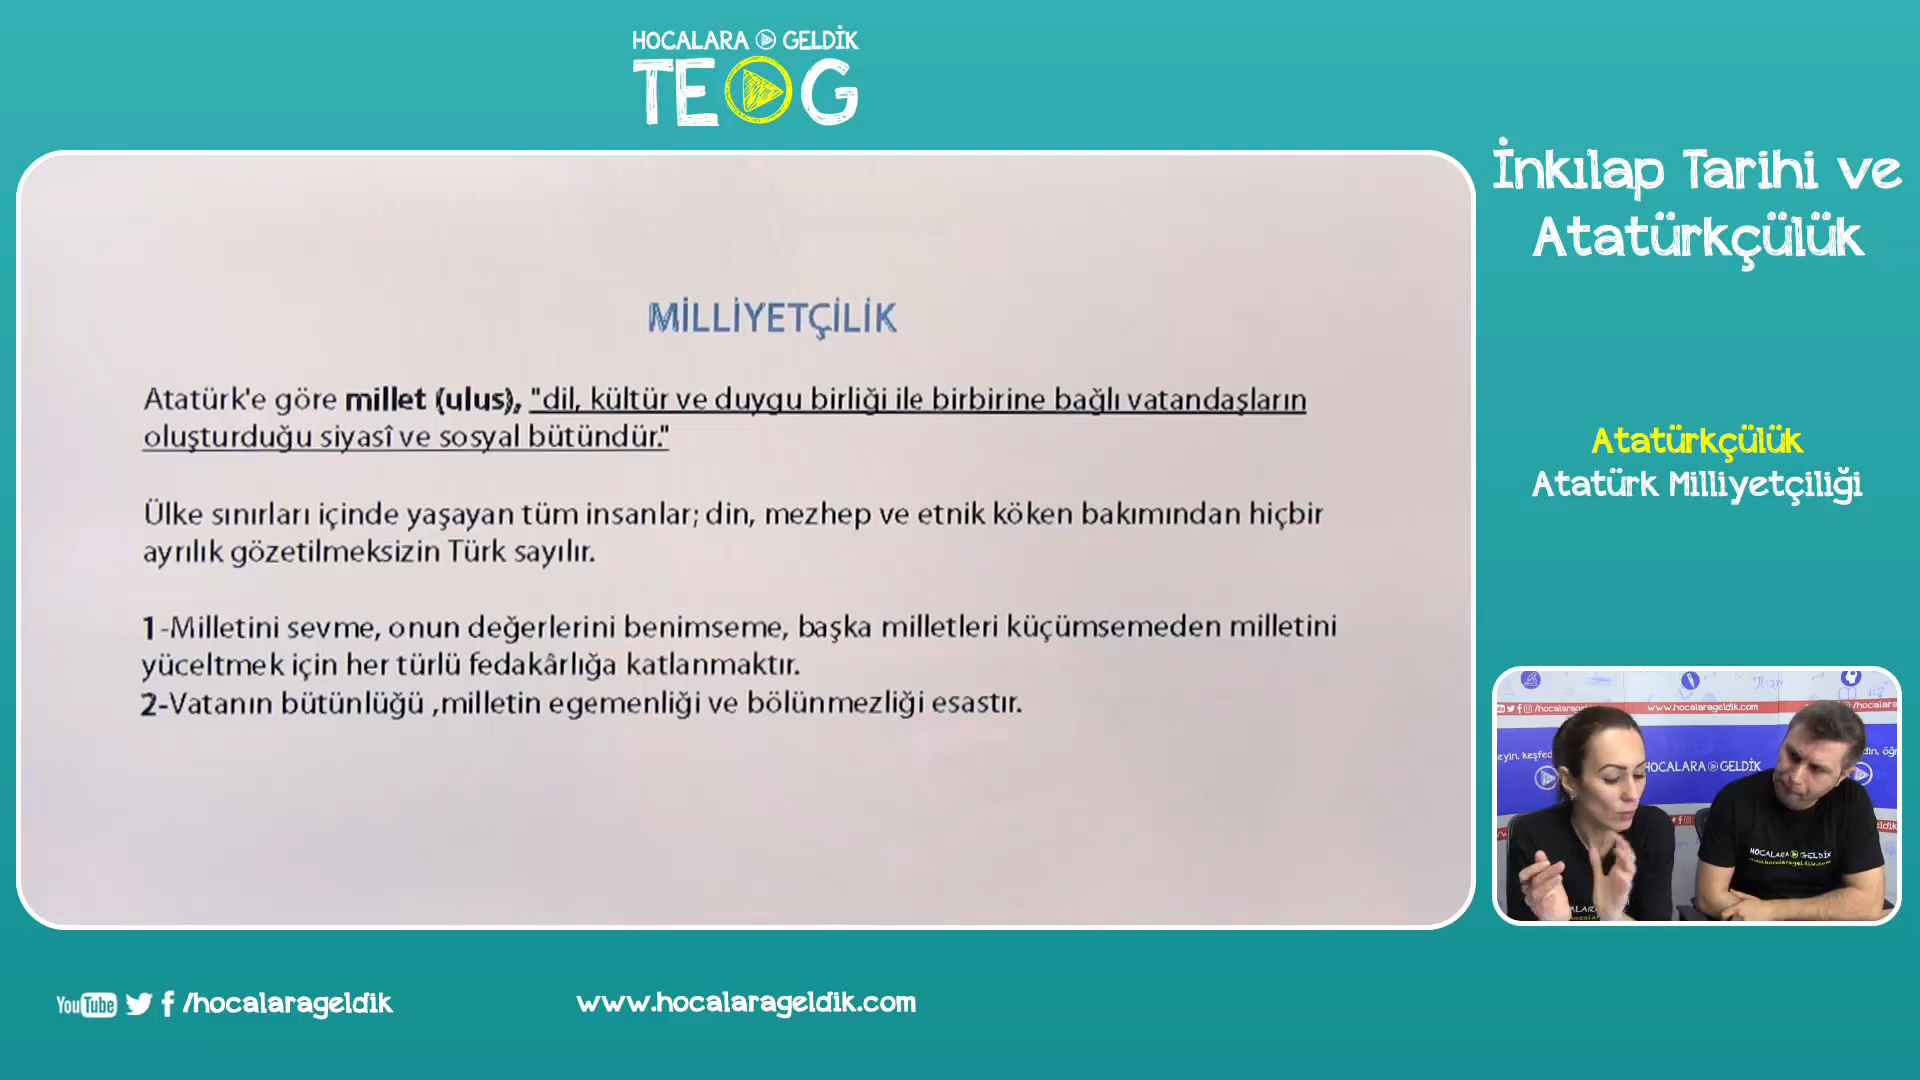 HOCALARA GELDİK
TEOG
İnkılap Tarihi ve
Atatürkçülük
MİLLİYETÇİLİK
Atatürk'e göre millet (ulus), "dil, kültür ve duygu birliği ile birbirine bağlı vatandaşların
oluşturduğu siyasî ve sosyal bütündür."
Ülke sınırları içinde yaşayan tüm insanlar; din, mezhep ve etnik köken bakımından hiçbir
ayrılık gözetilmeksizin Türk sayılır.
1-Milletini sevme, onun değerlerini benimseme, başka milletleri küçümsemeden milletini
yüceltmek için her türlü fedakârlığa katlanmaktır.
2-Vatanın bütünlüğü ,milletin egemenliği ve bölünmezliği esastır.
Atatürkçülük
Atatürk Milliyetçiliği
/hocalarageldik
www.hocalarageldik.com
HOCALARA GELDİK
HOCALARA GELDİK
YouTube /hocalarageldik
www.hocalarageldik.com